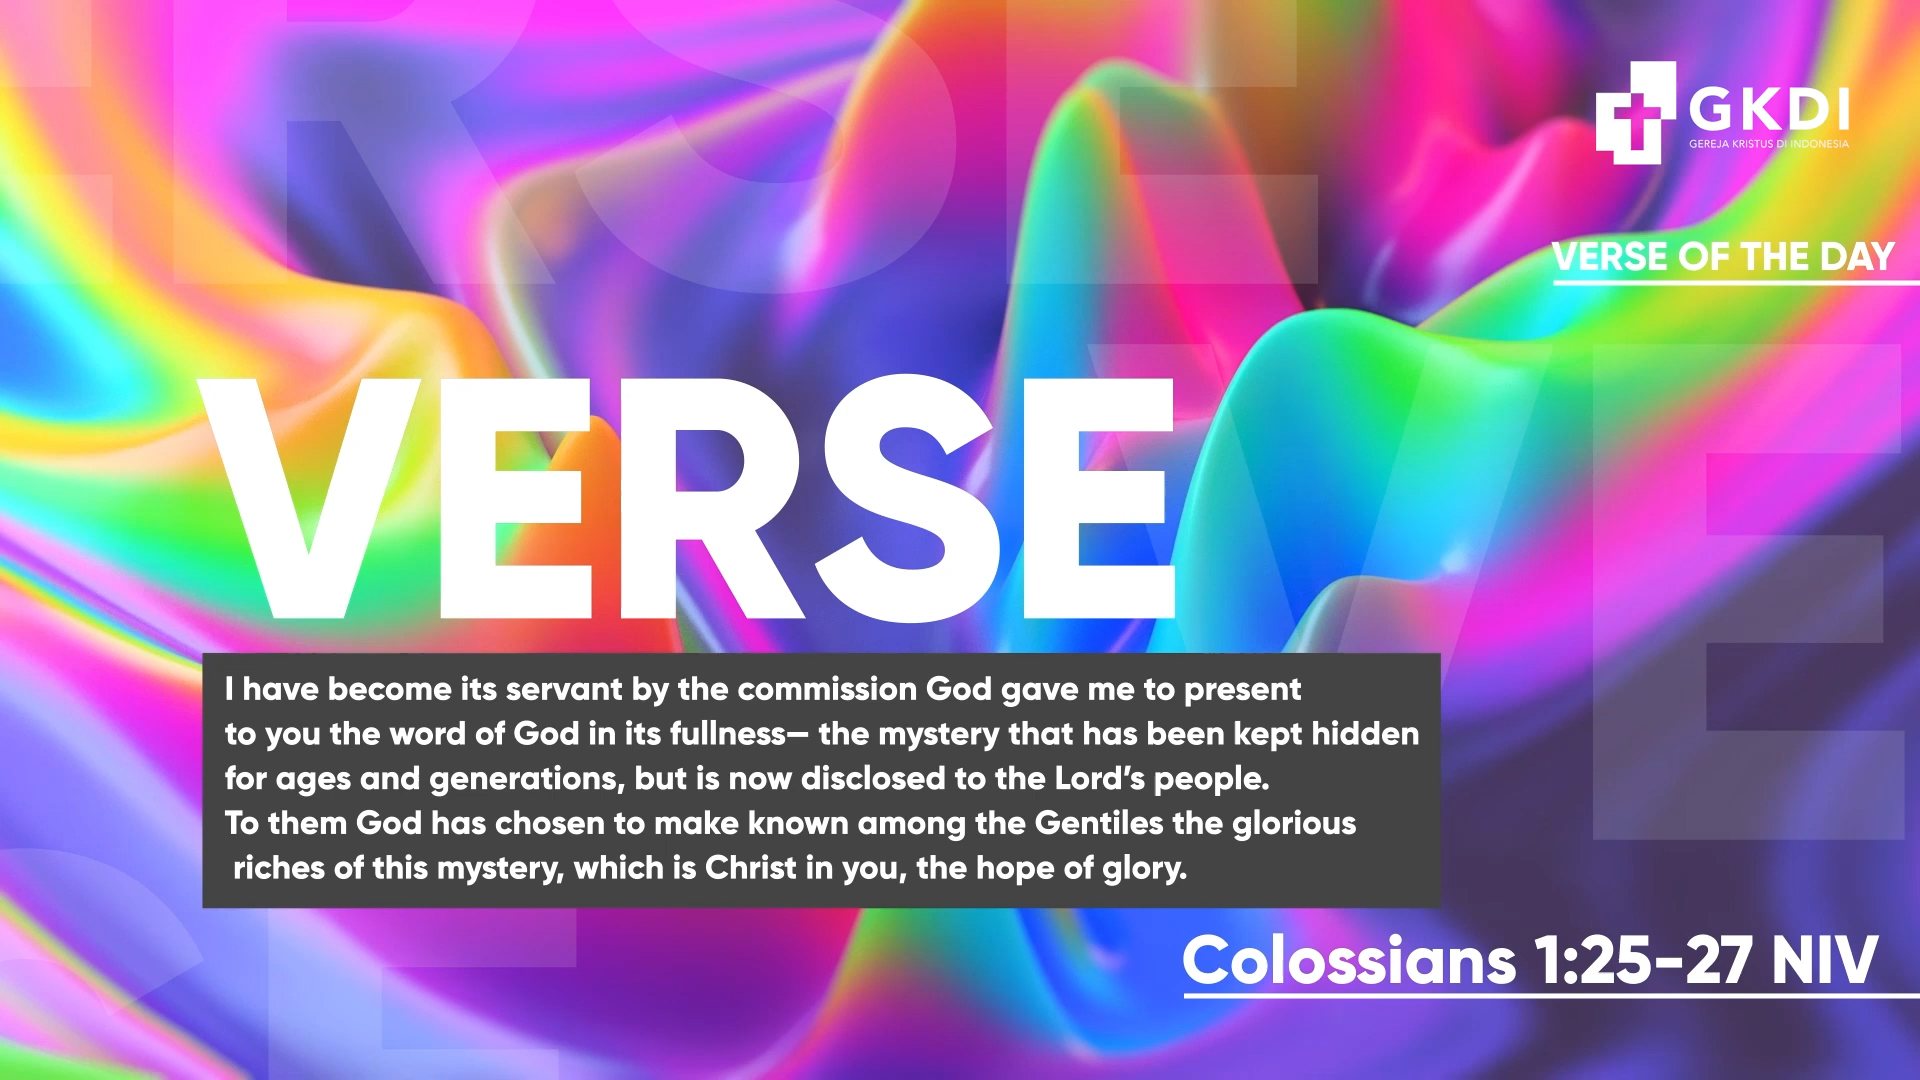 GKDI
GEREJA KRISTUS DI INDONESIA
VERSE OF THE DAY
VERSE
I have become its servant by the commission God gave me to present
to you the word of God in its fullness— the mystery that has been kept hidden
for ages and generations, but is now disclosed to the Lord’s people.
To them God has chosen to make known among the Gentiles the glorious
riches of this mystery, which is Christ in you, the hope of glory.
Colossians 1:25-27 NIV